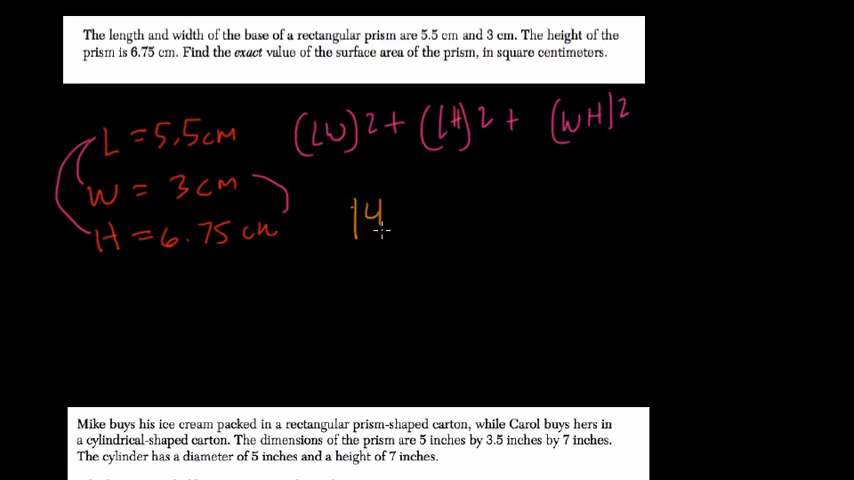 The length and width of the base of a rectangular prism are 5.5 cm and 3 cm. The height of the
prism is 6.75 cm. Find the exact value of the surface area of the prism, in square centimeters.
L = 5.5cm (LW)2+ (LH)2 + (WH)2
W = 3cm
H = 6.75 cm 14
Mike buys his ice cream packed in a rectangular prism-shaped carton, while Carol buys hers in
a cylindrical-shaped carton. The dimensions of the prism are 5 inches by 3.5 inches by 7 inches.
The cylinder has a diameter of 5 inches and a height of 7 inches.